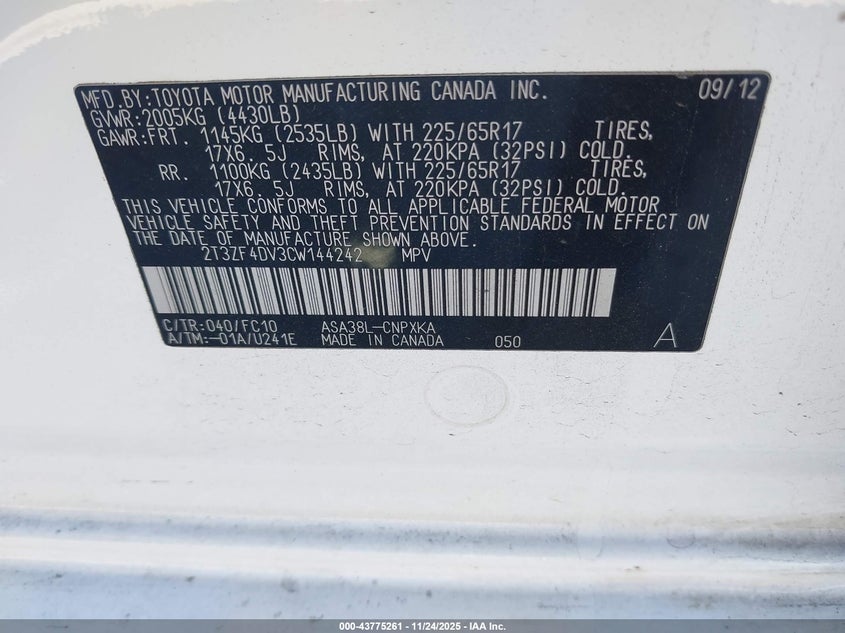 MFD.BY:TOYOTA MOTOR MANUFACTURING CANADA INC. 09/12
GVWR:2005KG (4430LB)
GAWR:FRT. 1145KG (2535LB) WITH 225/65R17 TIRES,
17X6.5J RIMS, AT 220KPA (32PSI) COLD.
RR. 1100KG (2435LB) WITH 225/65R17 TIRES,
17X6.5J RIMS, AT 220KPA (32PSI) COLD.
THIS VEHICLE CONFORMS TO ALL APPLICABLE FEDERAL MOTOR
VEHICLE SAFETY AND THEFT PREVENTION STANDARDS IN EFFECT ON
THE DATE OF MANUFACTURE SHOWN ABOVE.
2T3ZF4DV3CW144242 MPV
C/TR:040/FC10 ASA38L-CNPXKA
A/TM:-01A/U241E MADE IN CANADA 050 A
000-43775261 - 11/24/2025 - IAA Inc.